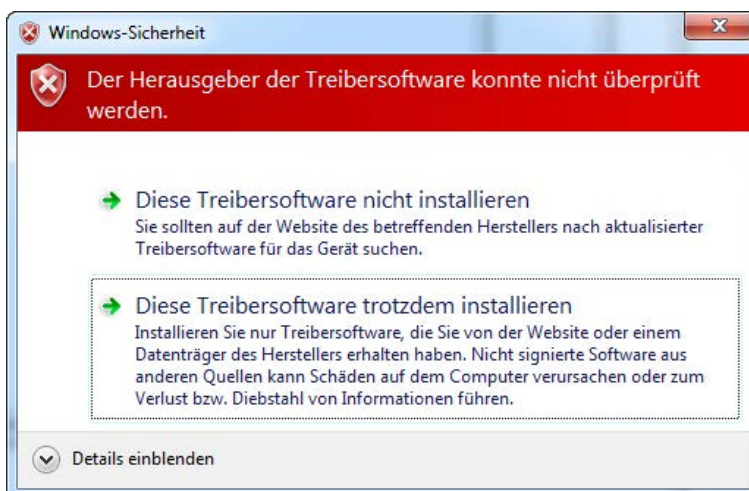 Windows-Sicherheit
Der Herausgeber der Treibersoftware konnte nicht überprüft
werden.
Diese Treibersoftware nicht installieren
Sie sollten auf der Website des betreffenden Herstellers nach aktualisierter
Treibersoftware für das Gerät suchen.
Diese Treibersoftware trotzdem installieren
Installieren Sie nur Treibersoftware, die Sie von der Website oder einem
Datenträger des Herstellers erhalten haben. Nicht signierte Software aus
anderen Quellen kann Schäden auf dem Computer verursachen oder zum
Verlust bzw. Diebstahl von Informationen führen.
Details einblenden